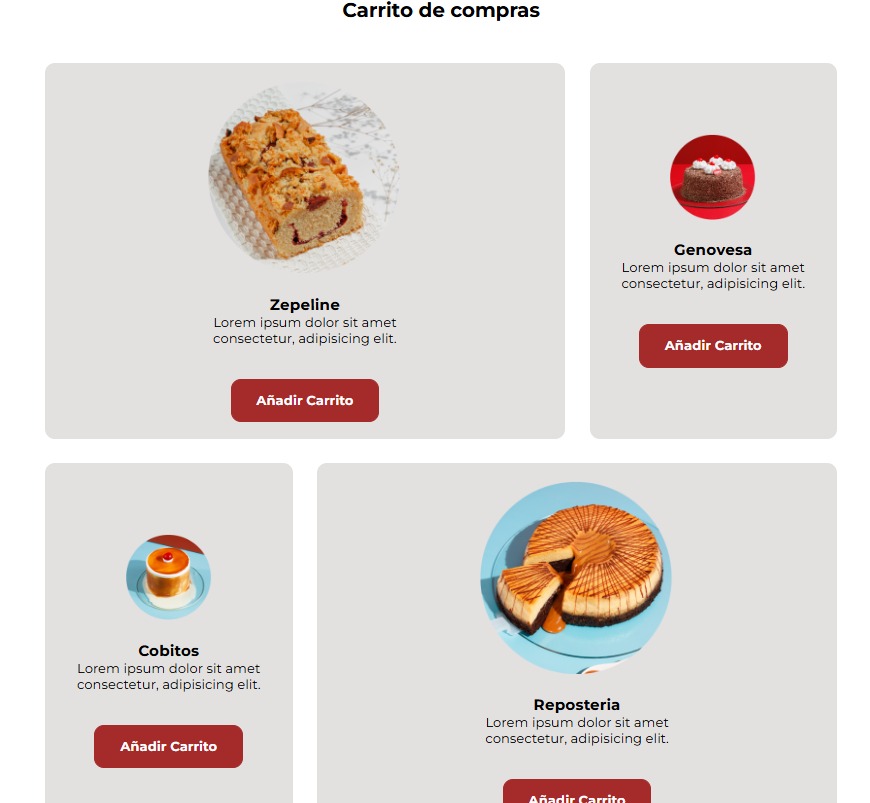 Carrito de compras
Zepeline
Lorem ipsum dolor sit amet
consectetur, adipisicing elit.
Añadir Carrito
Genovesa
Lorem ipsum dolor sit amet
consectetur, adipisicing elit.
Añadir Carrito
Cobitos
Lorem ipsum dolor sit amet
consectetur, adipisicing elit.
Añadir Carrito
Reposteria
Lorem ipsum dolor sit amet
consectetur, adipisicing elit.
Añadir Carrito